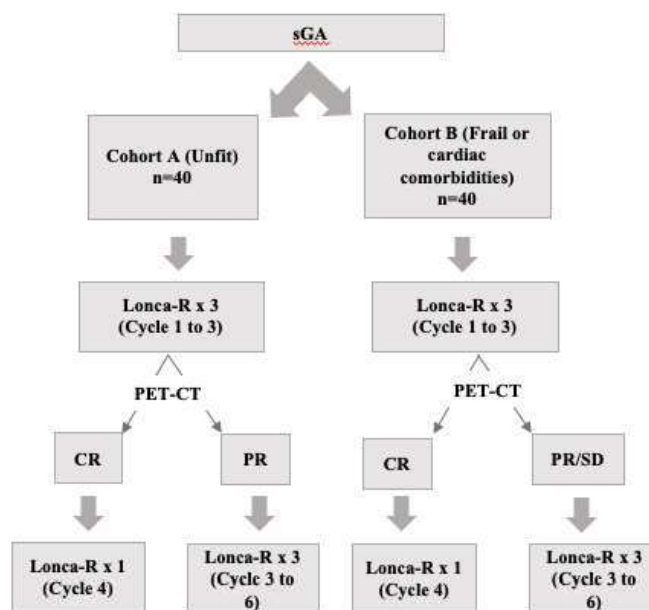 sGA
Cohort A (Unfit)
n=40
Cohort B (Frail or
cardiac
comorbidities)
n=40
Lonca-R x 3
(Cycle 1 to 3)
Lonca-R x 3
(Cycle 1 to 3)
PET-CT
PET-CT
CR
PR
CR
PR/SD
Lonca-R x 1
(Cycle 4)
Lonca-R x 3
(Cycle 3 to
6)
Lonca-R x 1
(Cycle 4)
Lonca-R x 3
(Cycle 3 to
6)